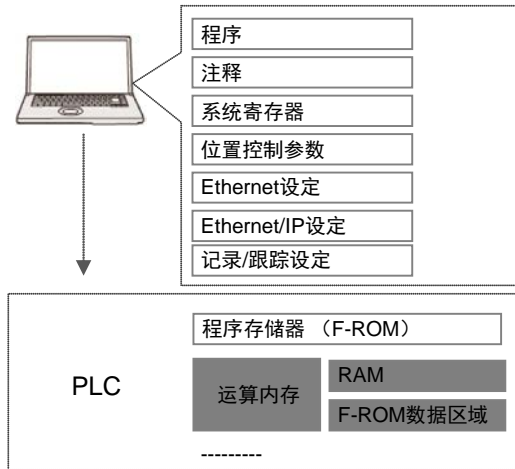 程序
注释
系统寄存器
位置控制参数
Ethernet设定
Ethernet/IP设定
记录/跟踪设定
程序存储器 （F-ROM）
PLC
运算内存
RAM
F-ROM数据区域
---------